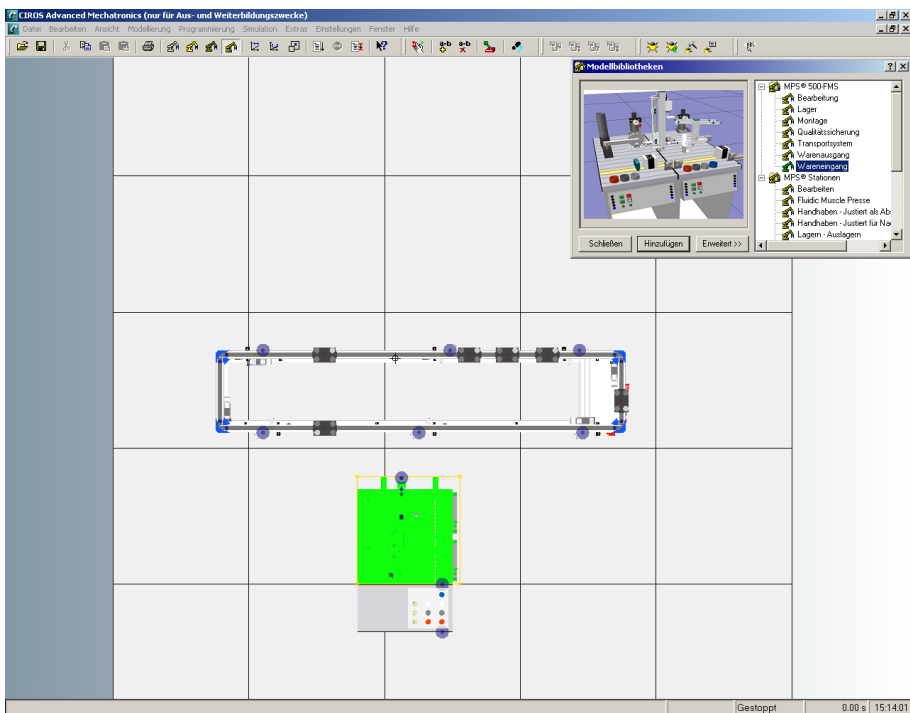 CIROS Advanced Mechatronics (nur für Aus- und Weiterbildungszwecke)
Datei Bearbeiten Ansicht Modellierung Programmierung Simulation Extras Einstellungen Fenster Hilfe
Modellbibliotheken
MPS® 500-FMS
Bearbeitung
Lager
Montage
Qualitätssicherung
Transportsystem
Warenausgang
Wareneingang
MPS® Stationen
Bearbeiten
Fluidic Muscle Presse
Handhaben - Justiert als Ab
Handhaben - Justiert für Na
Lagern - Auslagern
Schließen Hinzufügen Erweitert >>
Gestoppt 0.00 s 15:14:01